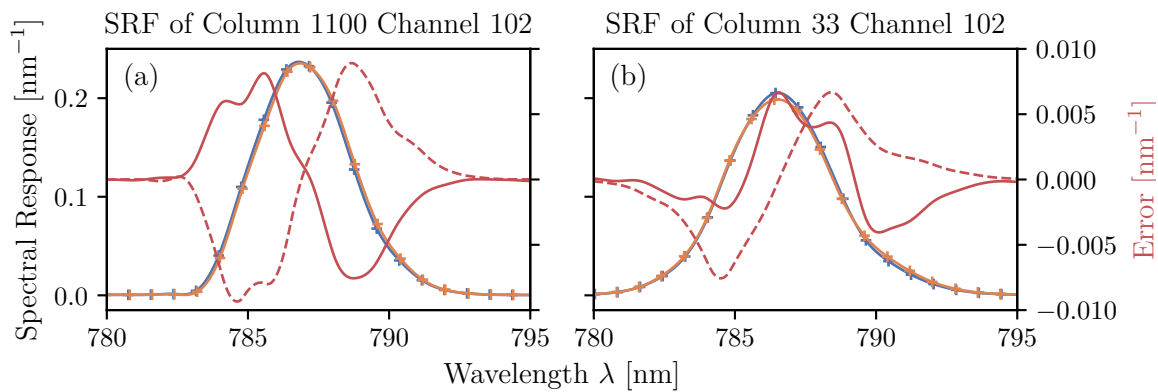 SRF of Column 1100 Channel 102
SRF of Column 33 Channel 102
(a)
(b)
Spectral Response [nm⁻¹]
0.2
0.1
0.0
780
785
790
795
780
785
790
795
0.010
0.005
0.000
−0.005
−0.010
Error [nm⁻¹]
Wavelength λ [nm]